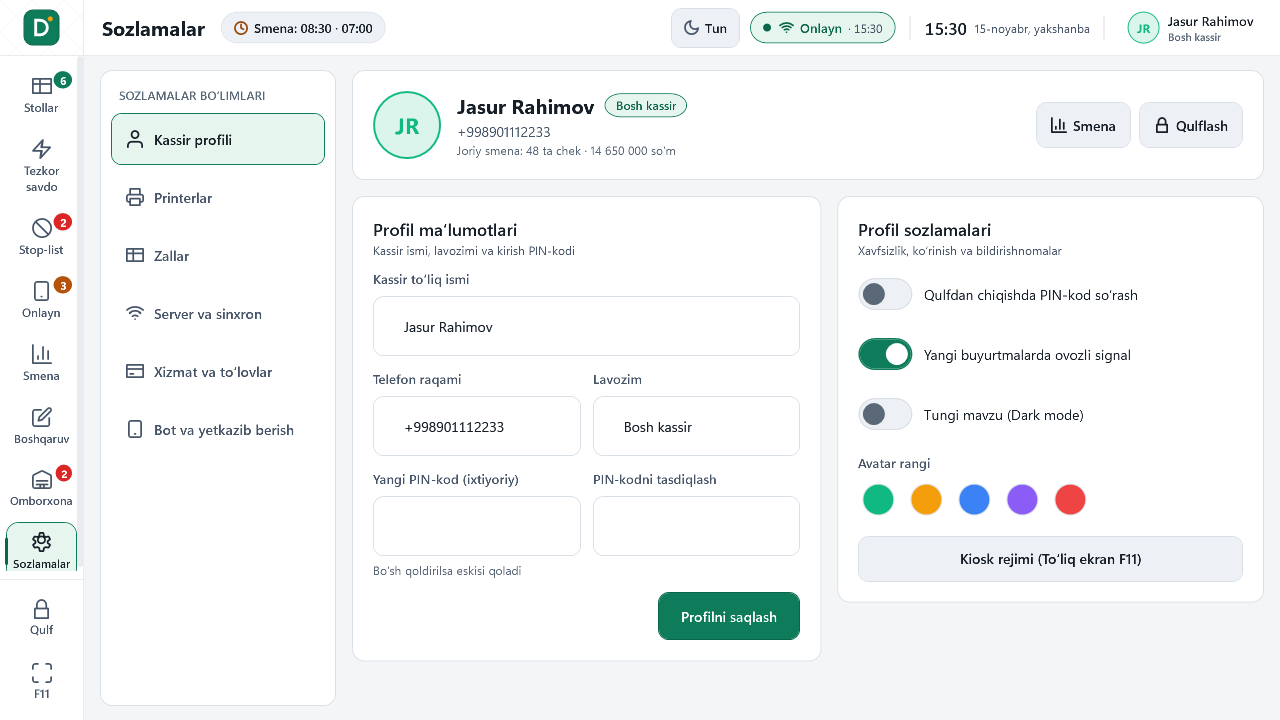 D
Sozlamalar
Smena: 08:30 · 07:00
Tun
Onlayn · 15:30
15:30
15-noyabr, yakshanba
JR
Jasur Rahimov
Bosh kassir
6
Stollar
Tezkor
savdo
2
Stop-list
3
Onlayn
Smena
Boshqaruv
2
Omborxona
Sozlamalar
Qulf
F11
SOZLAMALAR BO‘LIMLARI
Kassir profili
Printerlar
Zallar
Server va sinxron
Xizmat va to‘lovlar
Bot va yetkazib berish
JR
Jasur Rahimov
Bosh kassir
+998901112233
Joriy smena: 48 ta chek · 14 650 000 so‘m
Smena
Qulflash
Profil ma’lumotlari
Kassir ismi, lavozimi va kirish PIN-kodi
Kassir to‘liq ismi
Jasur Rahimov
Telefon raqami
Lavozim
+998901112233
Bosh kassir
Yangi PIN-kod (ixtiyoriy)
PIN-kodni tasdiqlash
Bo‘sh qoldirilsa eskisi qoladi
Profilni saqlash
Profil sozlamalari
Xavfsizlik, ko‘rinish va bildirishnomalar
Qulfdan chiqishda PIN-kod so‘rash
Yangi buyurtmalarda ovozli signal
Tungi mavzu (Dark mode)
Avatar rangi
Kiosk rejimi (To‘liq ekran F11)